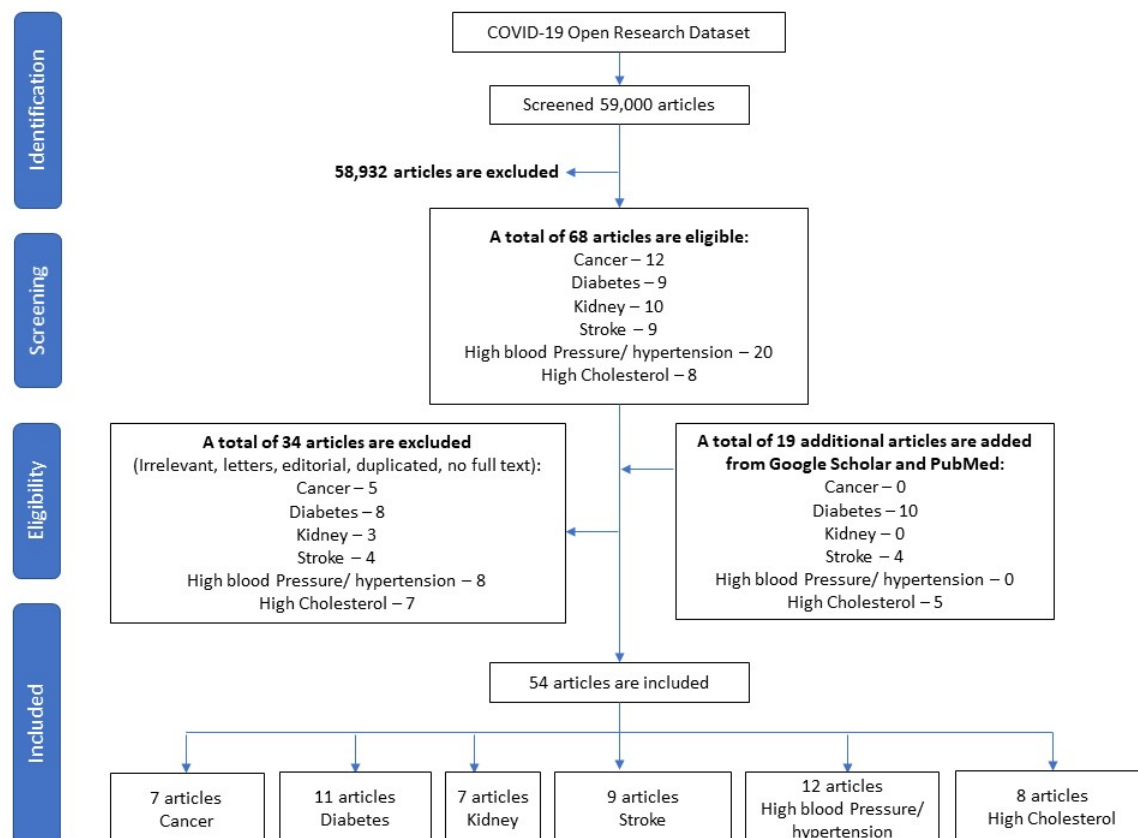 Identification
COVID-19 Open Research Dataset
Screened 59,000 articles
58,932 articles are excluded
Screening
A total of 68 articles are eligible:
Cancer – 12
Diabetes – 9
Kidney – 10
Stroke – 9
High blood Pressure/ hypertension – 20
High Cholesterol – 8
Eligibility
A total of 34 articles are excluded
(Irrelevant, letters, editorial, duplicated, no full text):
Cancer – 5
Diabetes – 8
Kidney – 3
Stroke – 4
High blood Pressure/ hypertension – 8
High Cholesterol – 7
A total of 19 additional articles are added
from Google Scholar and PubMed:
Cancer – 0
Diabetes – 10
Kidney – 0
Stroke – 4
High blood Pressure/ hypertension – 0
High Cholesterol – 5
Included
54 articles are included
7 articles
Cancer
11 articles
Diabetes
7 articles
Kidney
9 articles
Stroke
12 articles
High blood Pressure/
hypertension
8 articles
High Cholesterol